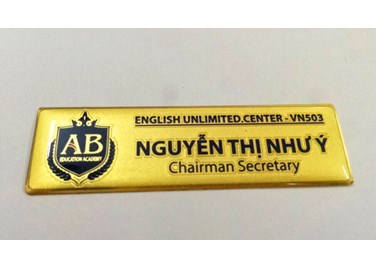 AB
EDUCATION ACADEMY
ENGLISH UNLIMITED.CENTER - VN503
NGUYỄN THỊ NHƯ Ý
Chairman Secretary